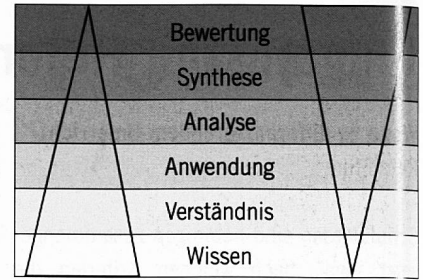 Bewertung
Synthese
Analyse
Anwendung
Verständnis
Wissen